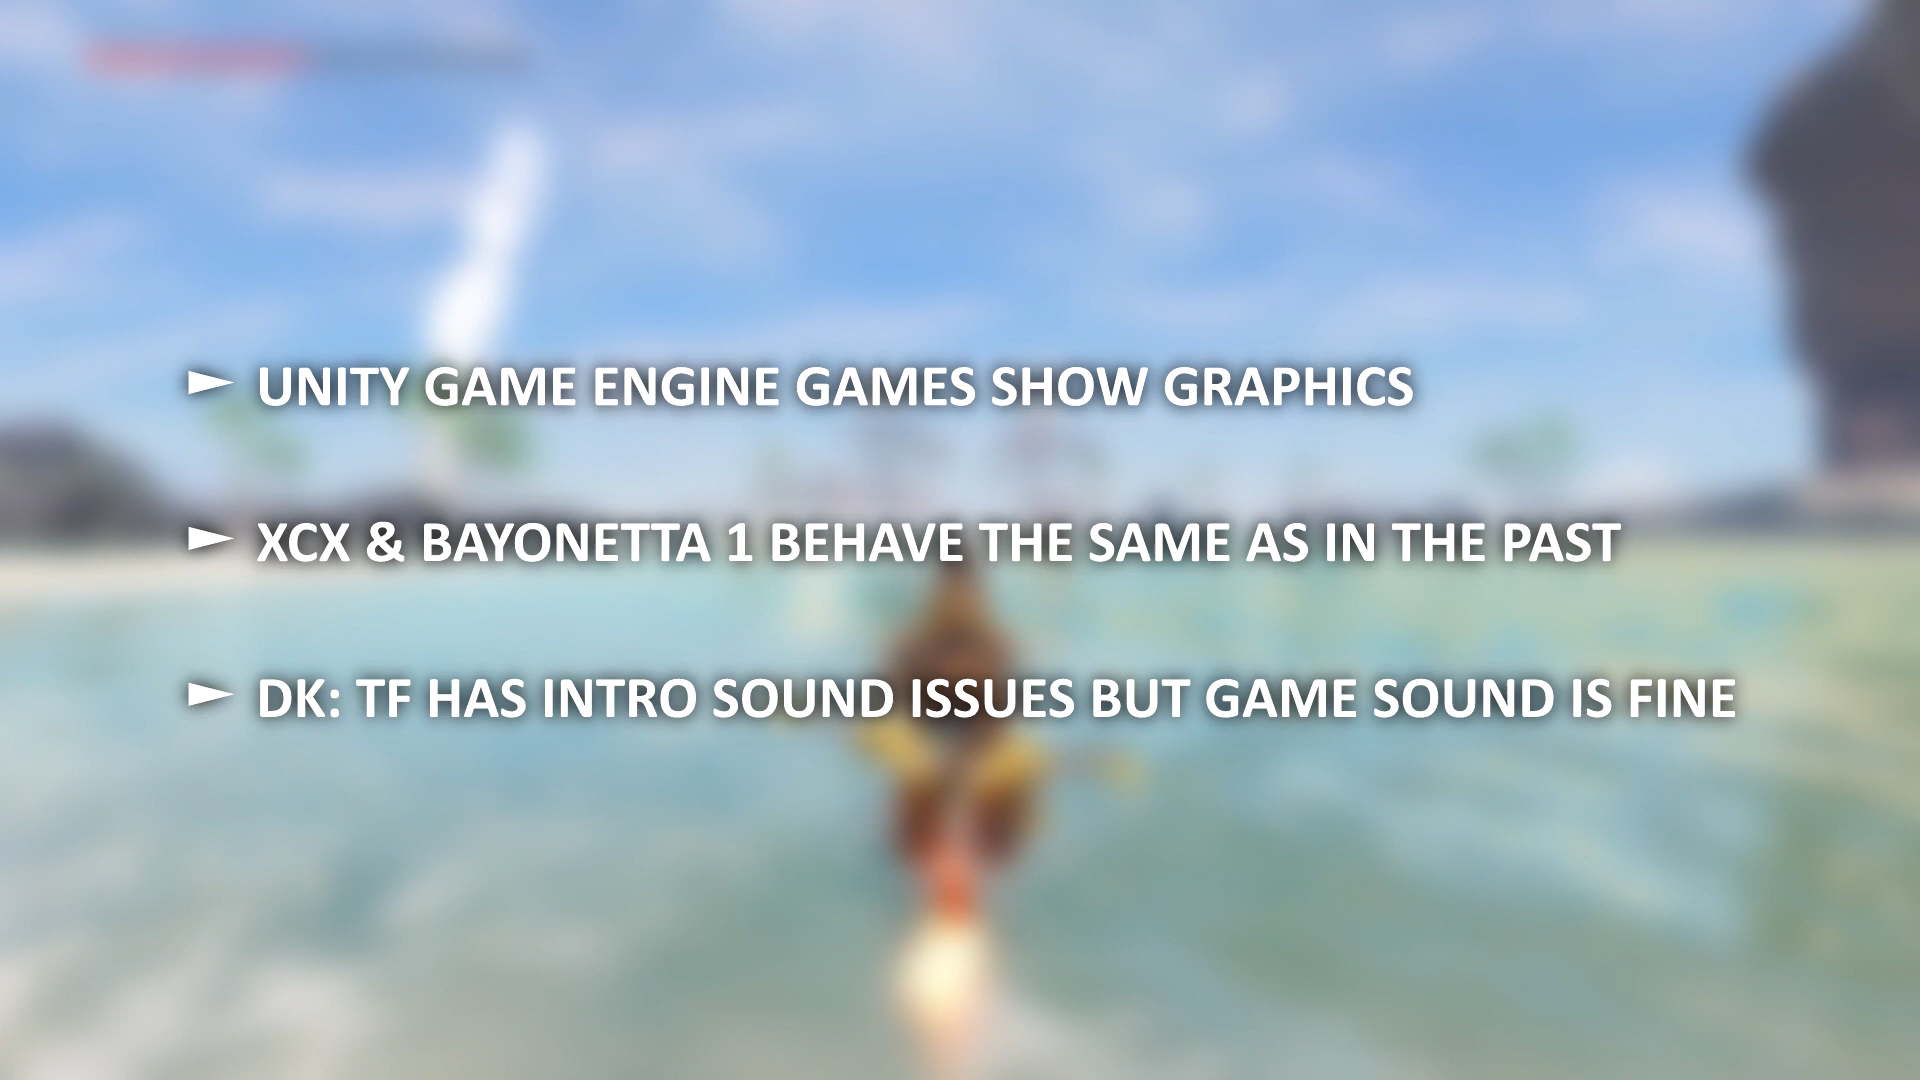 ► UNITY GAME ENGINE GAMES SHOW GRAPHICS
► XCX & BAYONETTA 1 BEHAVE THE SAME AS IN THE PAST
► DK: TF HAS INTRO SOUND ISSUES BUT GAME SOUND IS FINE